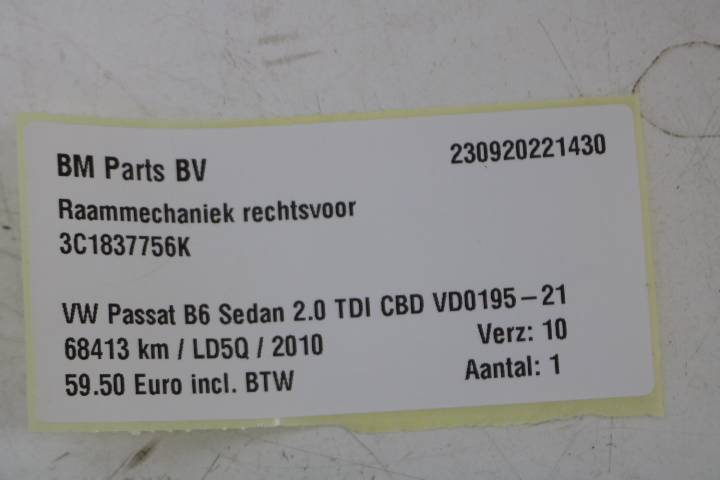 BM Parts BV
230920221430
Raammechaniek rechtsvoor
3C1837756K
VW Passat B6 Sedan 2.0 TDI CBD VD0195-21
68413 km / LD5Q / 2010
Verz: 10
59.50 Euro incl. BTW
Aantal: 1